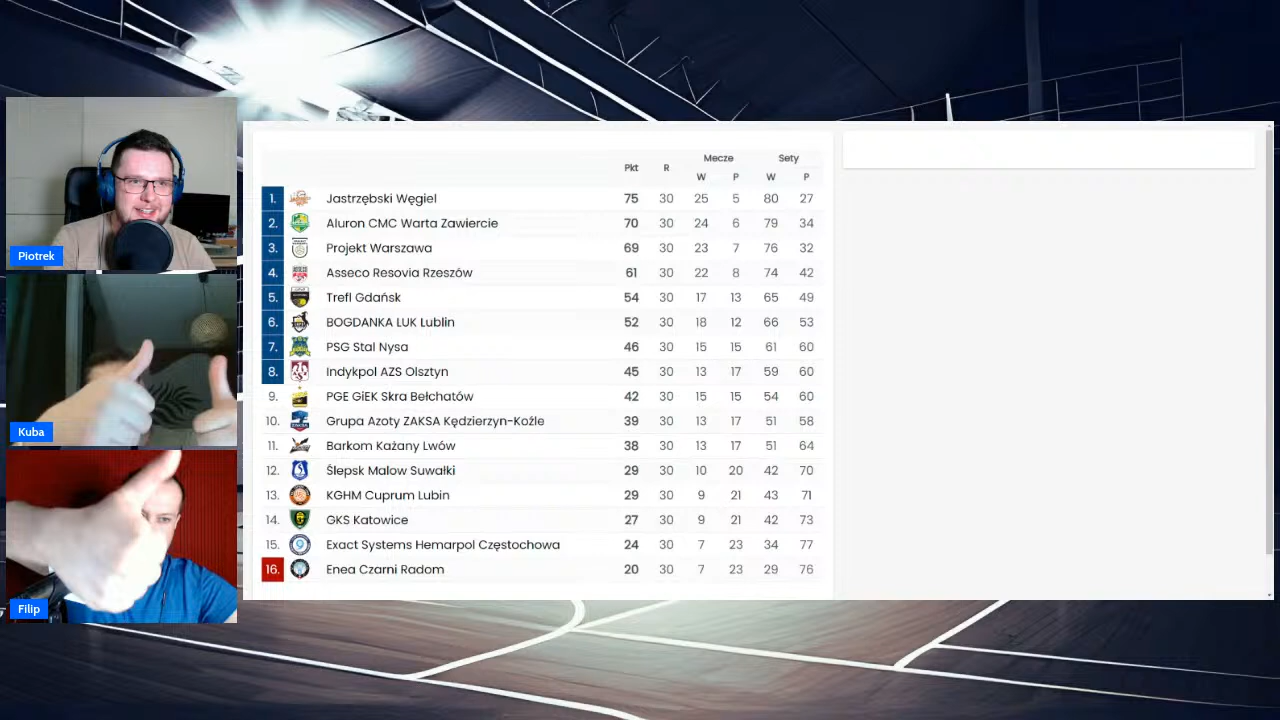 Mecze Sety
Pkt R W P W P
1. Jastrzębski Węgiel 75 30 25 5 80 27
2. Aluron CMC Warta Zawiercie 70 30 24 6 79 34
3. Projekt Warszawa 69 30 23 7 76 32
4. Asseco Resovia Rzeszów 61 30 22 8 74 42
5. Trefl Gdańsk 54 30 17 13 65 49
6. BOGDANKA LUK Lublin 52 30 18 12 66 53
7. PSG Stal Nysa 46 30 15 15 61 60
8. Indykpol AZS Olsztyn 45 30 13 17 59 60
9. PGE GiEK Skra Bełchatów 42 30 15 15 54 60
10. Grupa Azoty ZAKSA Kędzierzyn-Koźle 39 30 13 17 51 58
11. Barkom Każany Lwów 38 30 13 17 51 64
12. Ślepsk Malow Suwałki 29 30 10 20 42 70
13. KGHM Cuprum Lubin 29 30 9 21 43 71
14. GKS Katowice 27 30 9 21 42 73
15. Exact Systems Hemarpol Częstochowa 24 30 7 23 34 77
16. Enea Czarni Radom 20 30 7 23 29 76
Piotrek
Kuba
Filip